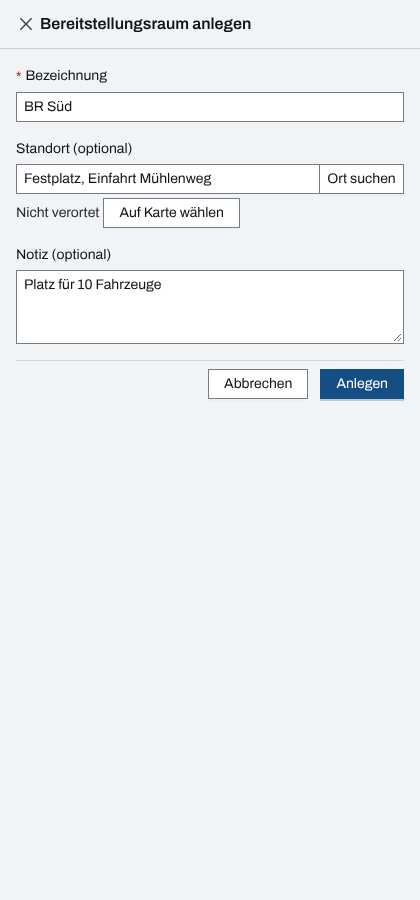 Bereitstellungsraum anlegen
* Bezeichnung
BR Süd
Standort (optional)
Festplatz, Einfahrt Mühlenweg
Ort suchen
Nicht verortet
Auf Karte wählen
Notiz (optional)
Platz für 10 Fahrzeuge
Abbrechen
Anlegen